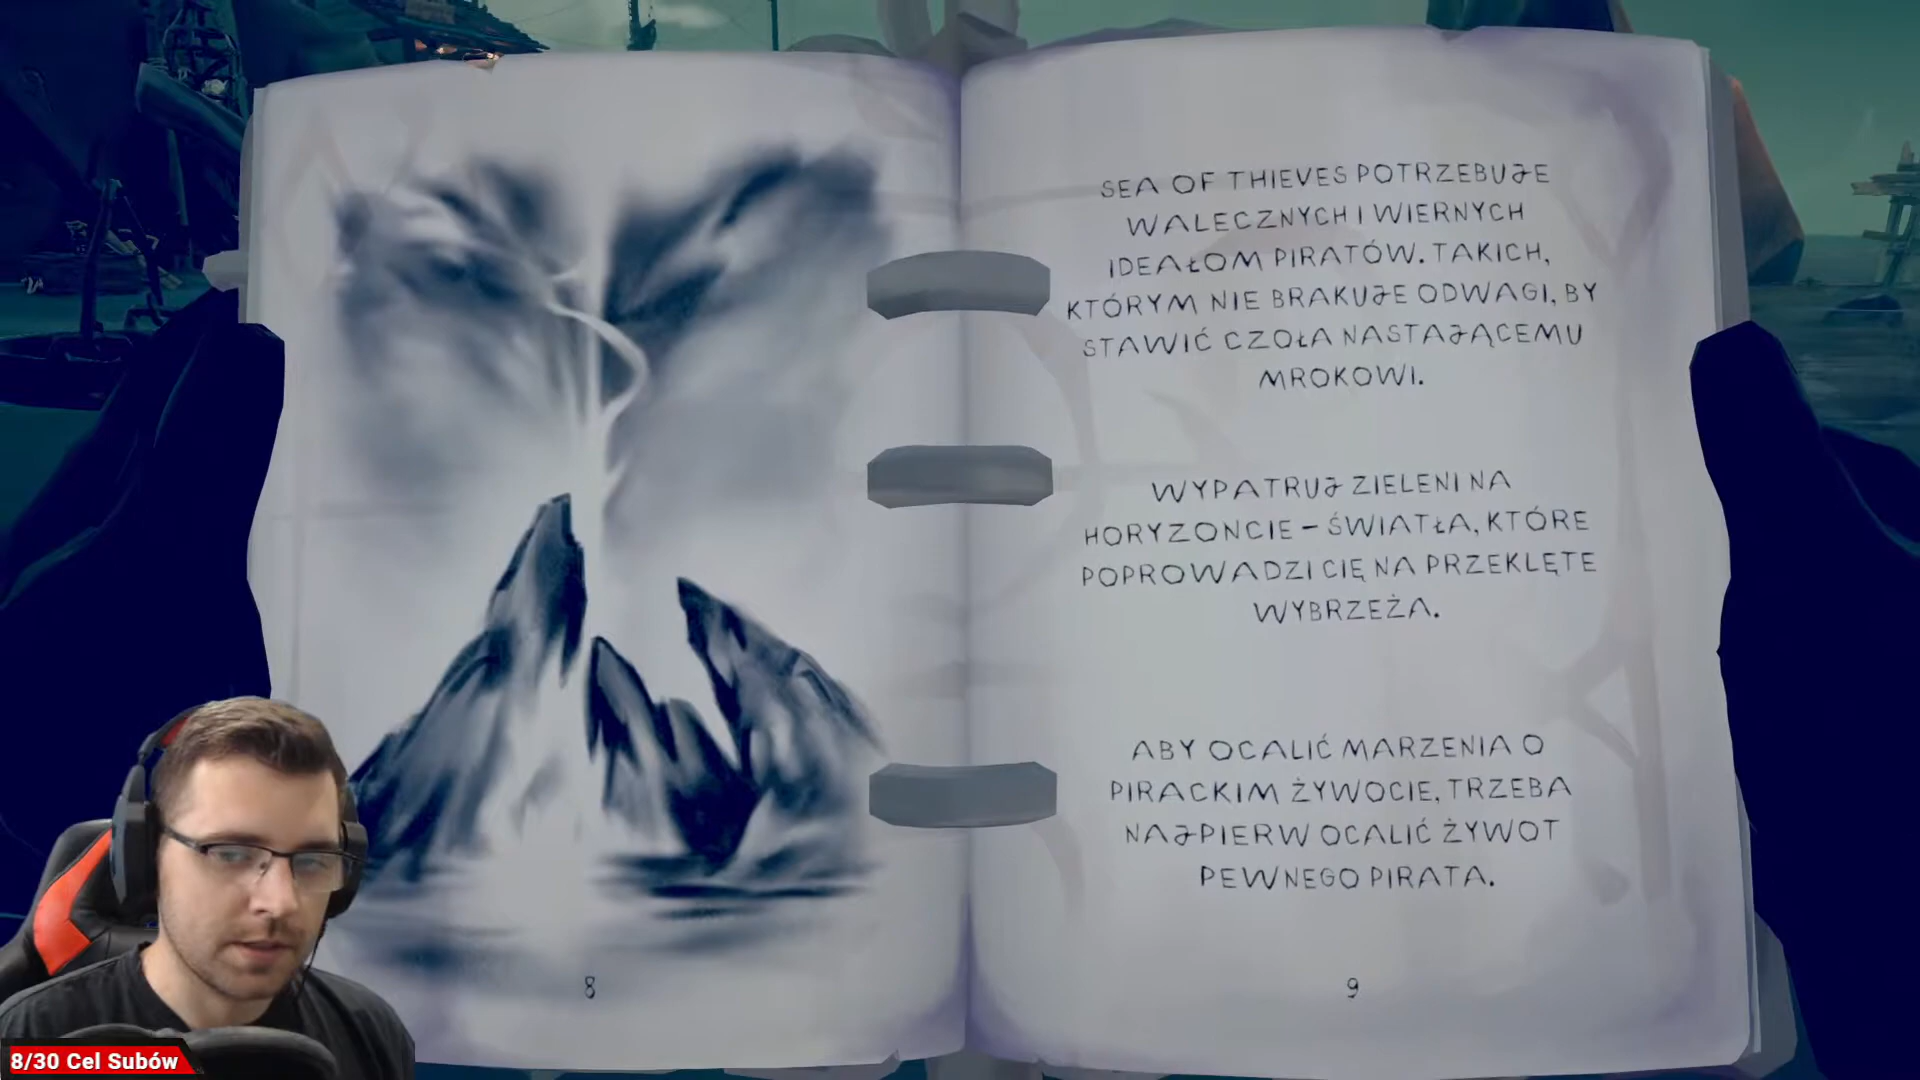 SEA OF THIEVES POTRZEBUJE
WALECZNYCH I WIERNYCH
IDEAŁOM PIRATÓW. TAKICH,
KTÓRYM NIE BRAKUJE ODWAGI, BY
STAWIĆ CZOŁA NASTAJĄCEMU
MROKOWI.
WYPATRUJ ZIELENI NA
HORYZONCIE – ŚWIATŁA, KTÓRE
POPROWADZI CIĘ NA PRZEKLĘTE
WYBRZEŻA.
ABY OCALIĆ MARZENIA O
PIRACKIM ŻYWOCIE, TRZEBA
NAJPIERW OCALIĆ ŻYWOT
PEWNEGO PIRATA.
8
9
8/30 Cel Subów